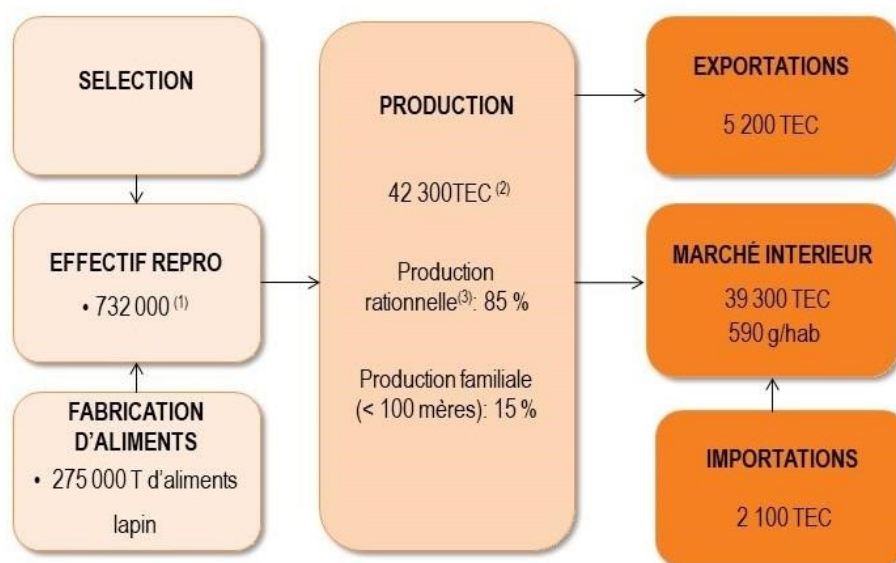 SELECTION
EFFECTIF REPRO
• 732 000 (1)
FABRICATION
D’ALIMENTS
• 275 000 T d’aliments
lapin
PRODUCTION
42 300TEC (2)
Production
rationnelle(3): 85 %
Production familiale
(< 100 mères): 15 %
EXPORTATIONS
5 200 TEC
MARCHÉ INTERIEUR
39 300 TEC
590 g/hab
IMPORTATIONS
2 100 TEC